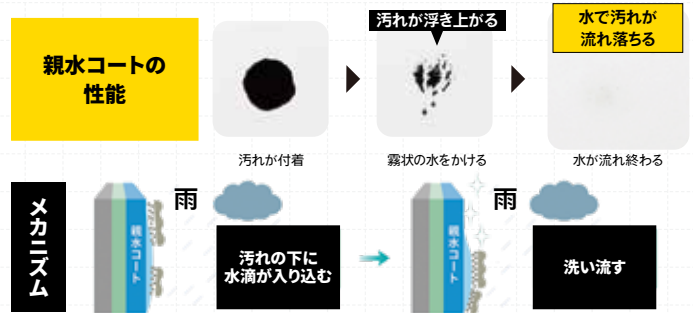 親水コートの
性能
汚れが付着
汚れが浮き上がる
霧状の水をかける
水で汚れが
流れ落ちる
水が流れ終わる
メカニズム
親水コート
雨
汚れの下に
水滴が入り込む
親水コート
雨
洗い流す